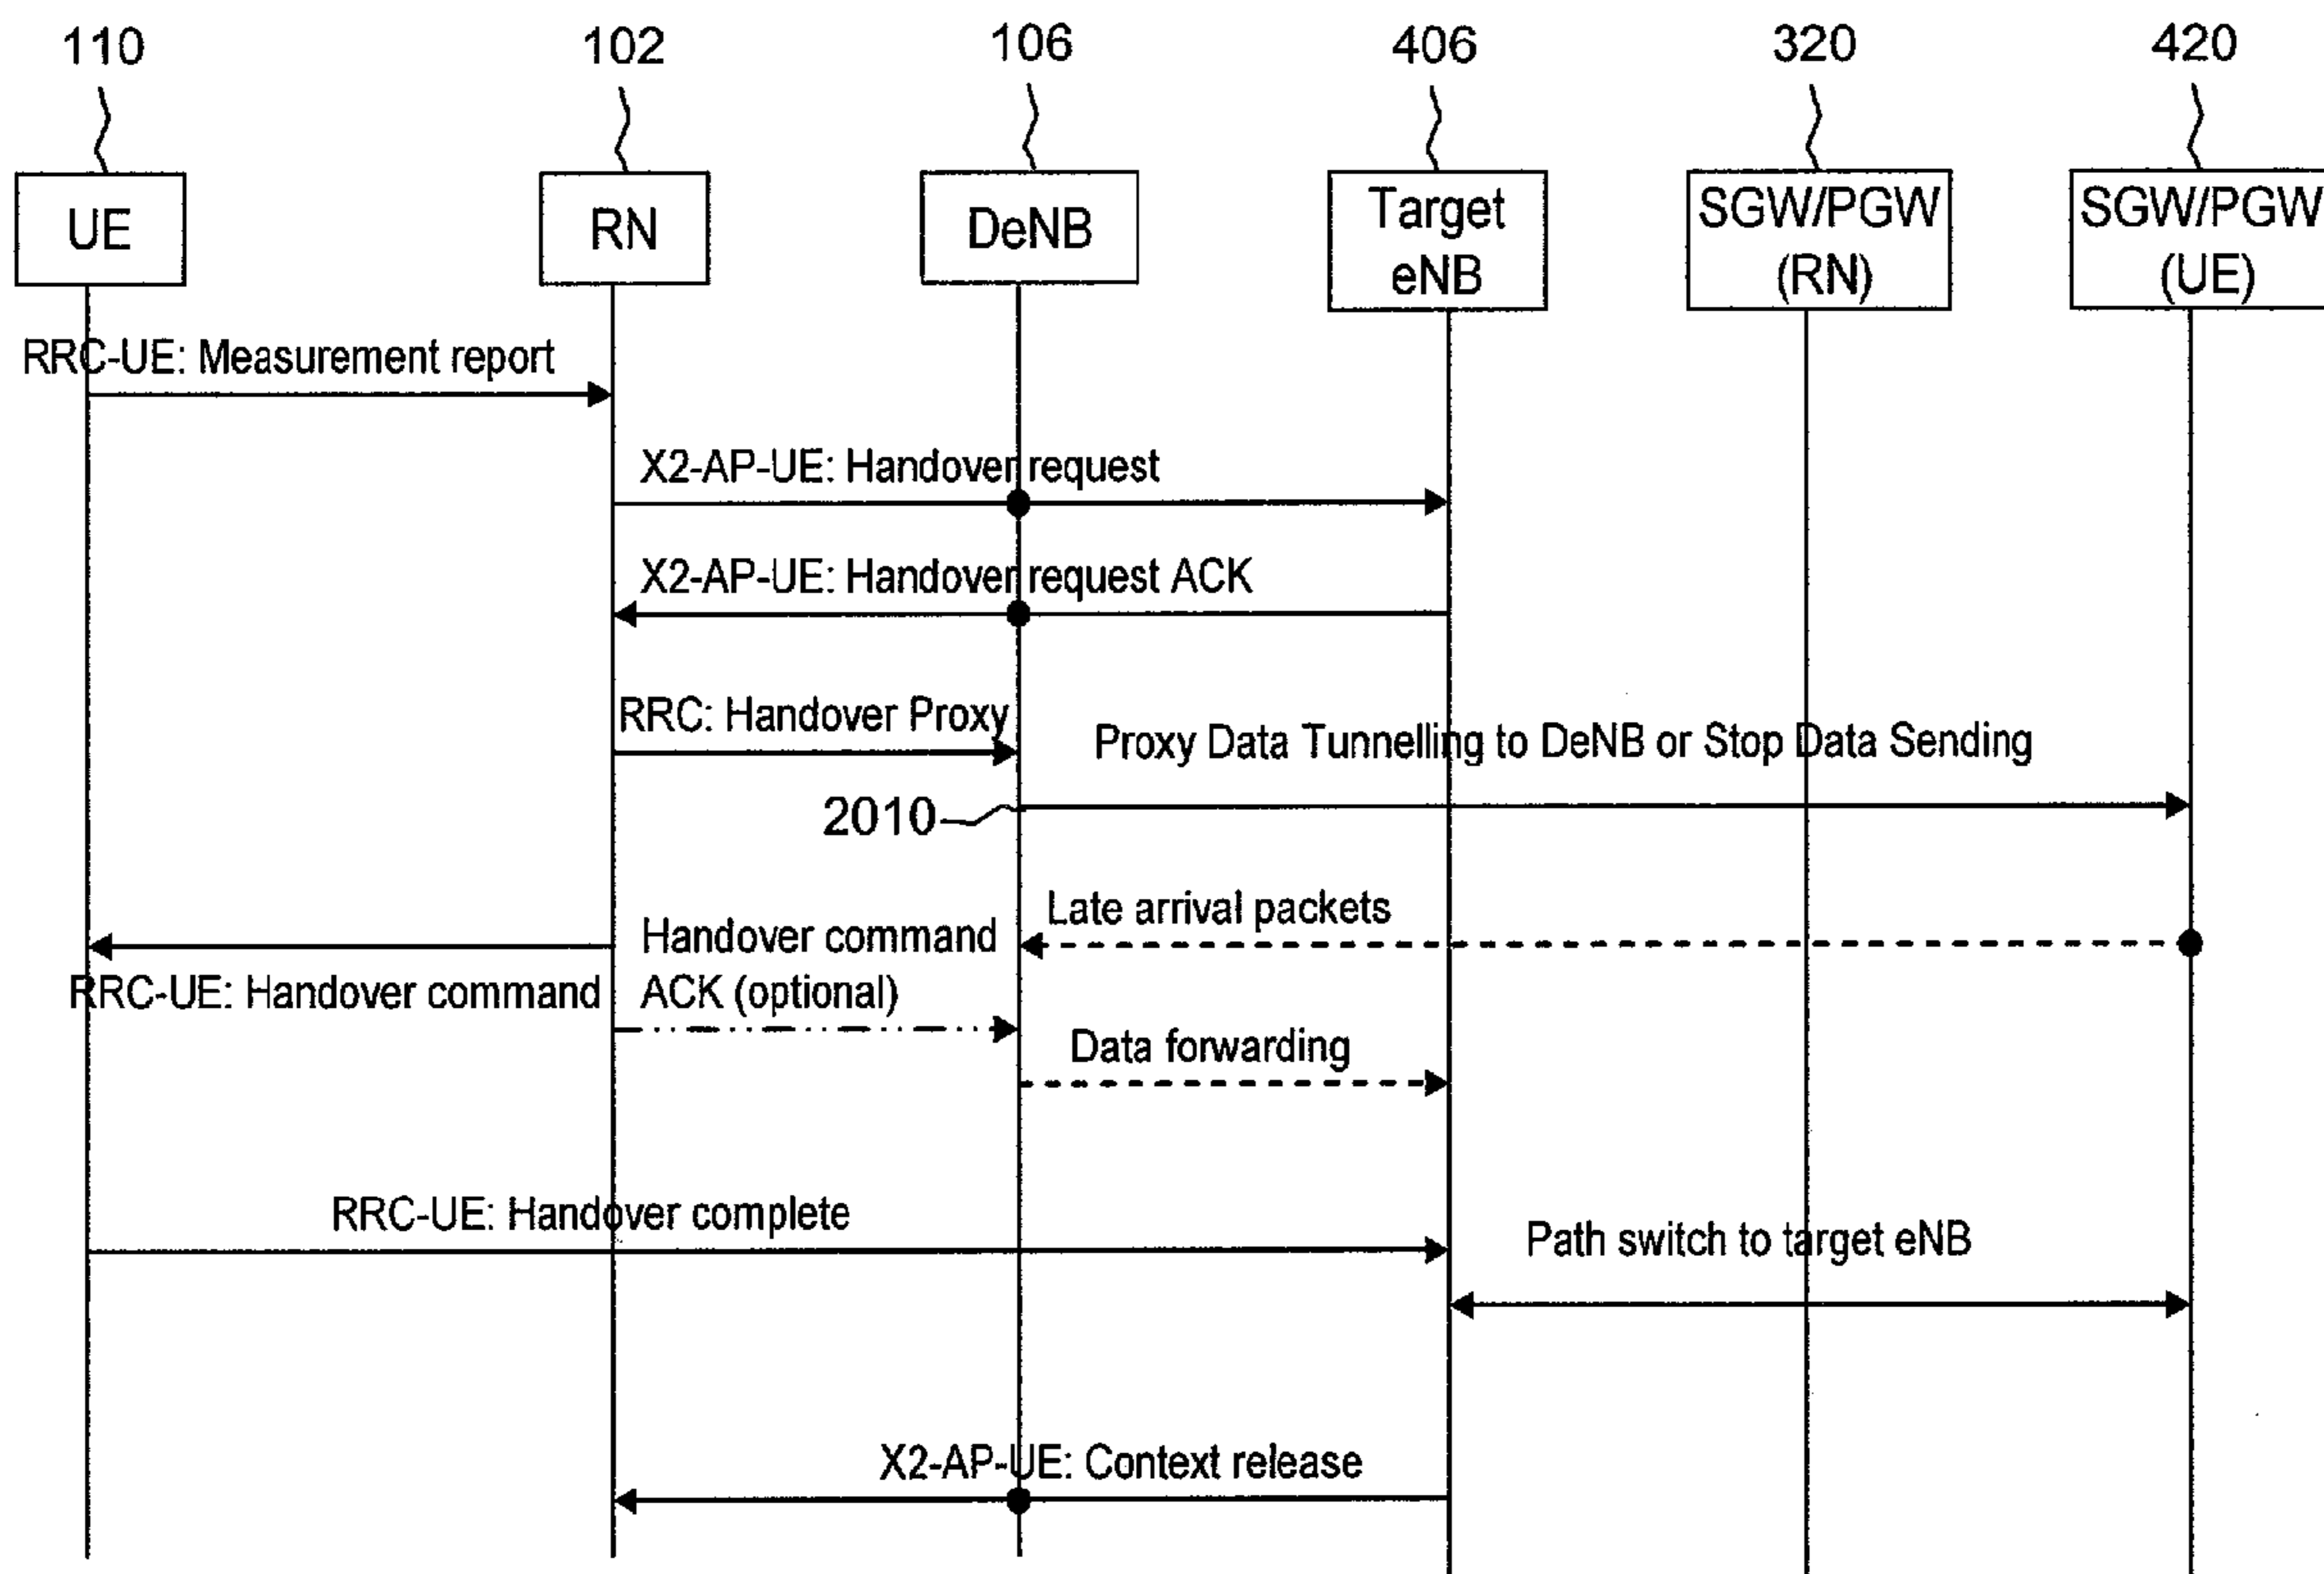 110
102
106
406
320
420
UE
RN
DeNB
Target
eNB
SGW/PGW
(RN)
SGW/PGW
(UE)
RRC-UE: Measurement report
X2-AP-UE: Handover request
X2-AP-UE: Handover request ACK
RRC: Handover Proxy
Proxy Data Tunnelling to DeNB or Stop Data Sending
2010
Late arrival packets
Handover command
ACK (optional)
RRC-UE: Handover command
Data forwarding
RRC-UE: Handover complete
Path switch to target eNB
X2-AP-UE: Context release